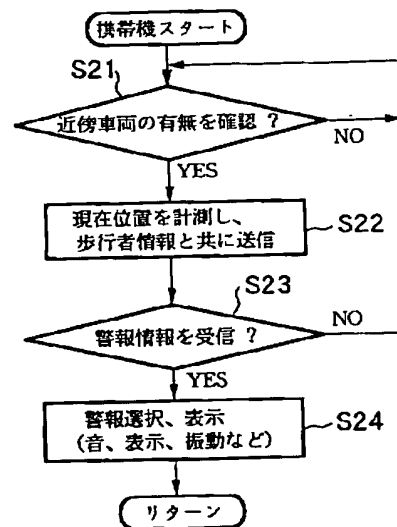 携帯機スタート
S21
近傍車両の有無を確認 ?
NO
YES
現在位置を計測し、
歩行者情報と共に送信
S22
S23
警報情報を受信 ?
NO
YES
警報選択、表示
(音、表示、振動など)
S24
リターン